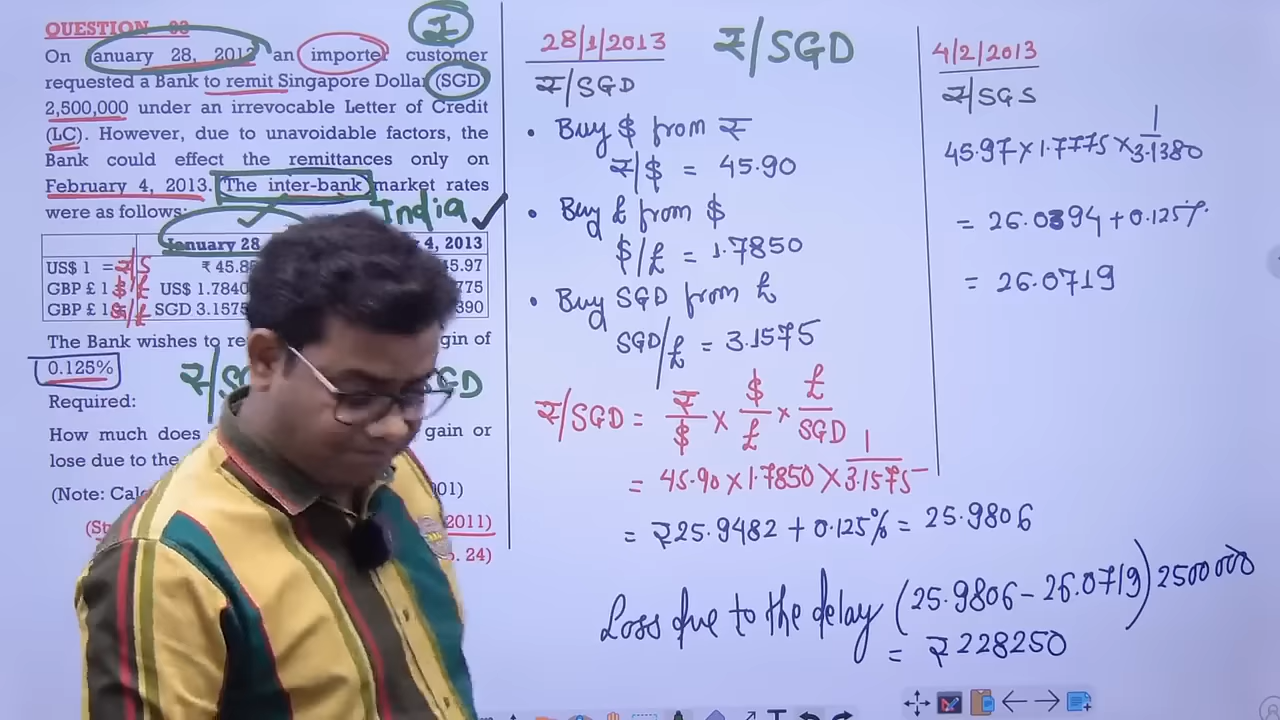 QUESTION
On January 28, 2013 an importer customer
requested a Bank to remit Singapore Dollar (SGD)
2,500,000 under an irrevocable Letter of Credit
(LC). However, due to unavoidable factors, the
Bank could effect the remittances only on
February 4, 2013. The inter-bank market rates
were as follows:
India
January 28, 4, 2013
US$ 1 = ₹/$ ₹ 45.8 45.97
GBP £ 1 $/£ US$ 1.7840 775
GBP £ 1 SG/£ SGD 3.1575 390
The Bank wishes to re gin of
0.125%
Required:
How much does gain or
lose due to the
(Note: Calc 001)
2011)
. 24)
28/1/2013
₹/SGD
₹/SGD
• Buy $ from ₹
₹/$ = 45.90
• Buy £ from $
$/£ = 1.7850
• Buy SGD from £
SGD/£ = 3.1575
₹/SGD = ₹/$ × $/£ × £/SGD
= 45.90 × 1.7850 × 1/3.1575
= ₹25.9482 + 0.125% = 25.9806
Loss due to the delay (25.9806 - 26.0719) 2500000
= ₹228250
4/2/2013
₹/SGS
45.97 × 1.7775 × 1/3.1380
= 26.0394 + 0.125%
= 26.0719